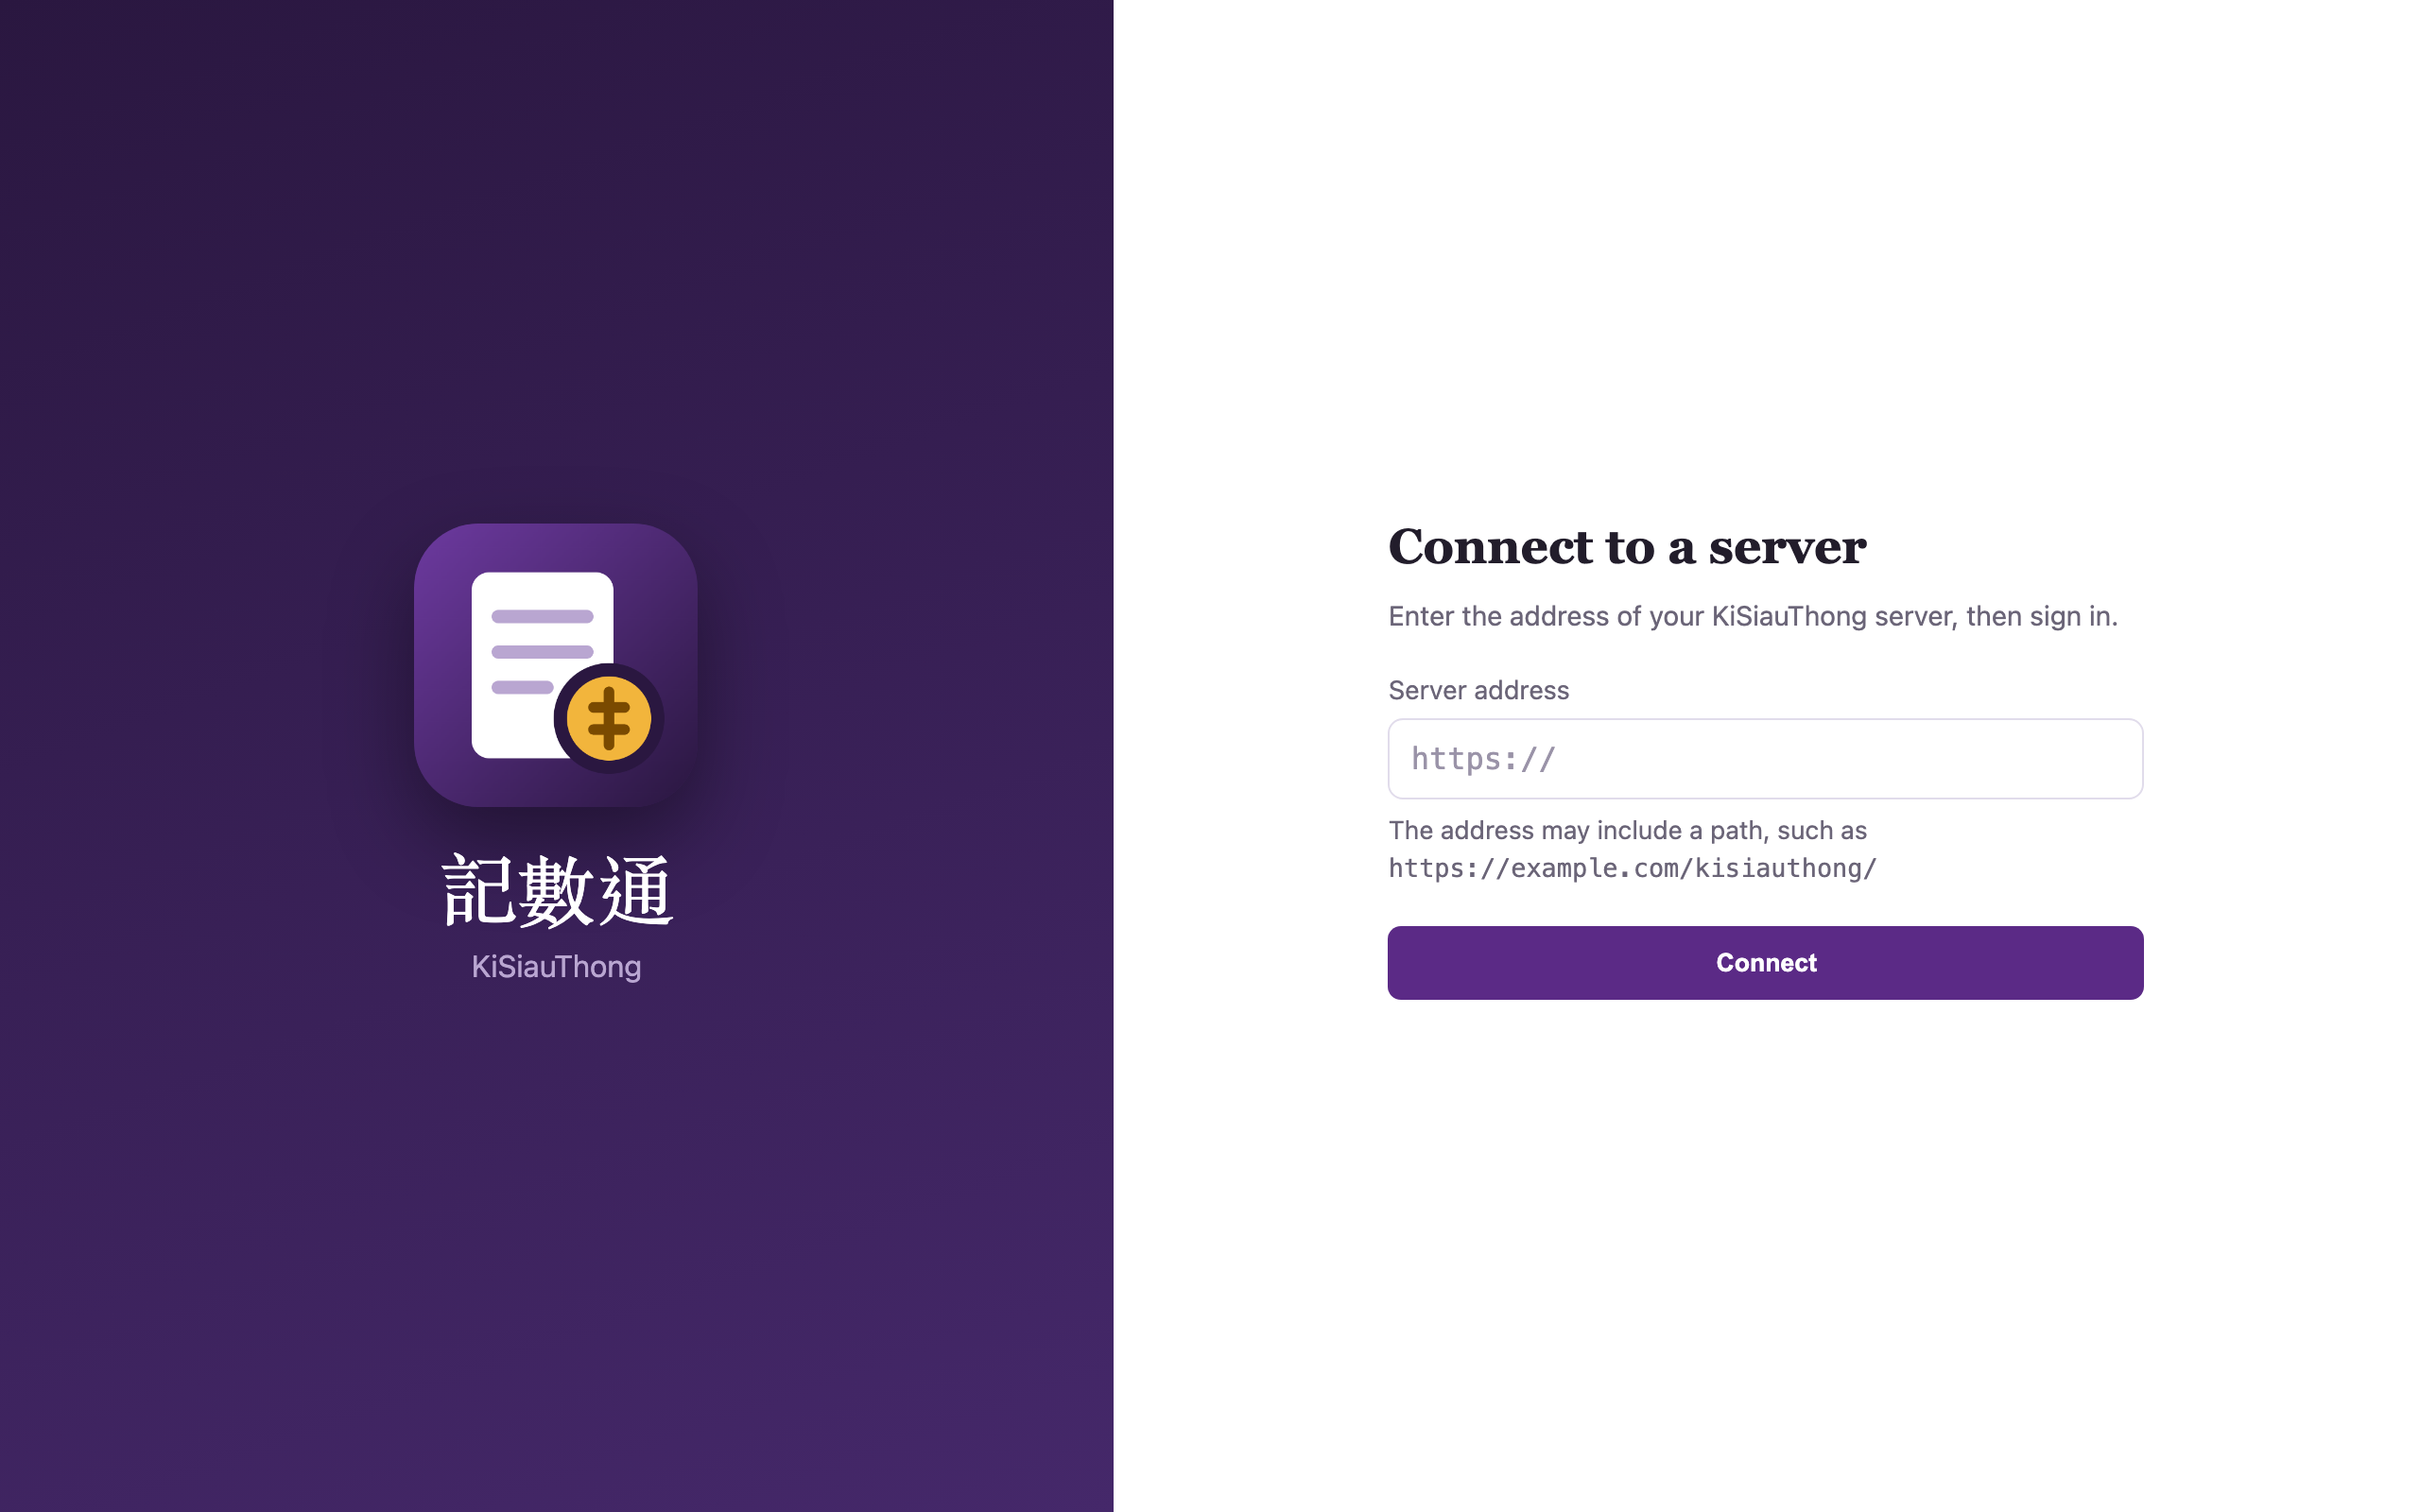 記數通
KiSiauThong
Connect to a server
Enter the address of your KiSiauThong server, then sign in.
Server address
https://
The address may include a path, such as
https://example.com/kisiauthong/
Connect